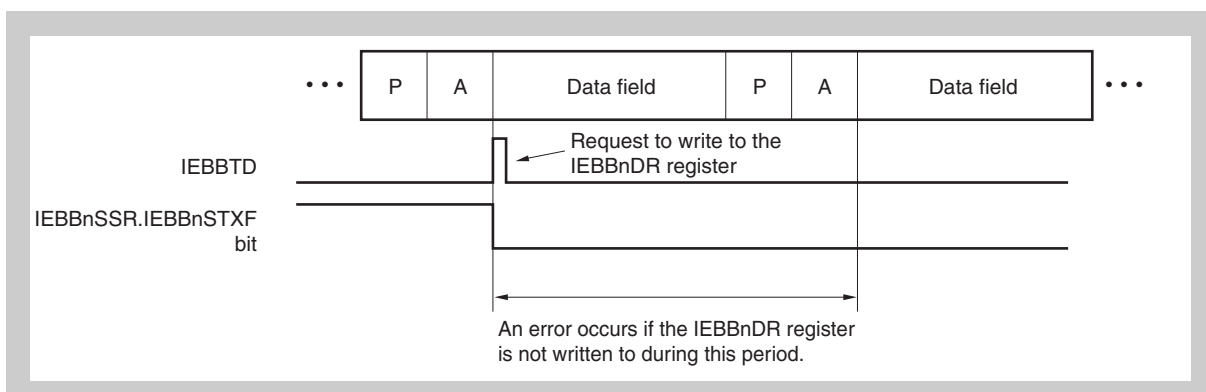 ••• P A Data field P A Data field •••
Request to write to the
IEBBnDR register
IEBBTD
IEBBnSSR.IEBBnSTXF
bit
An error occurs if the IEBBnDR register
is not written to during this period.